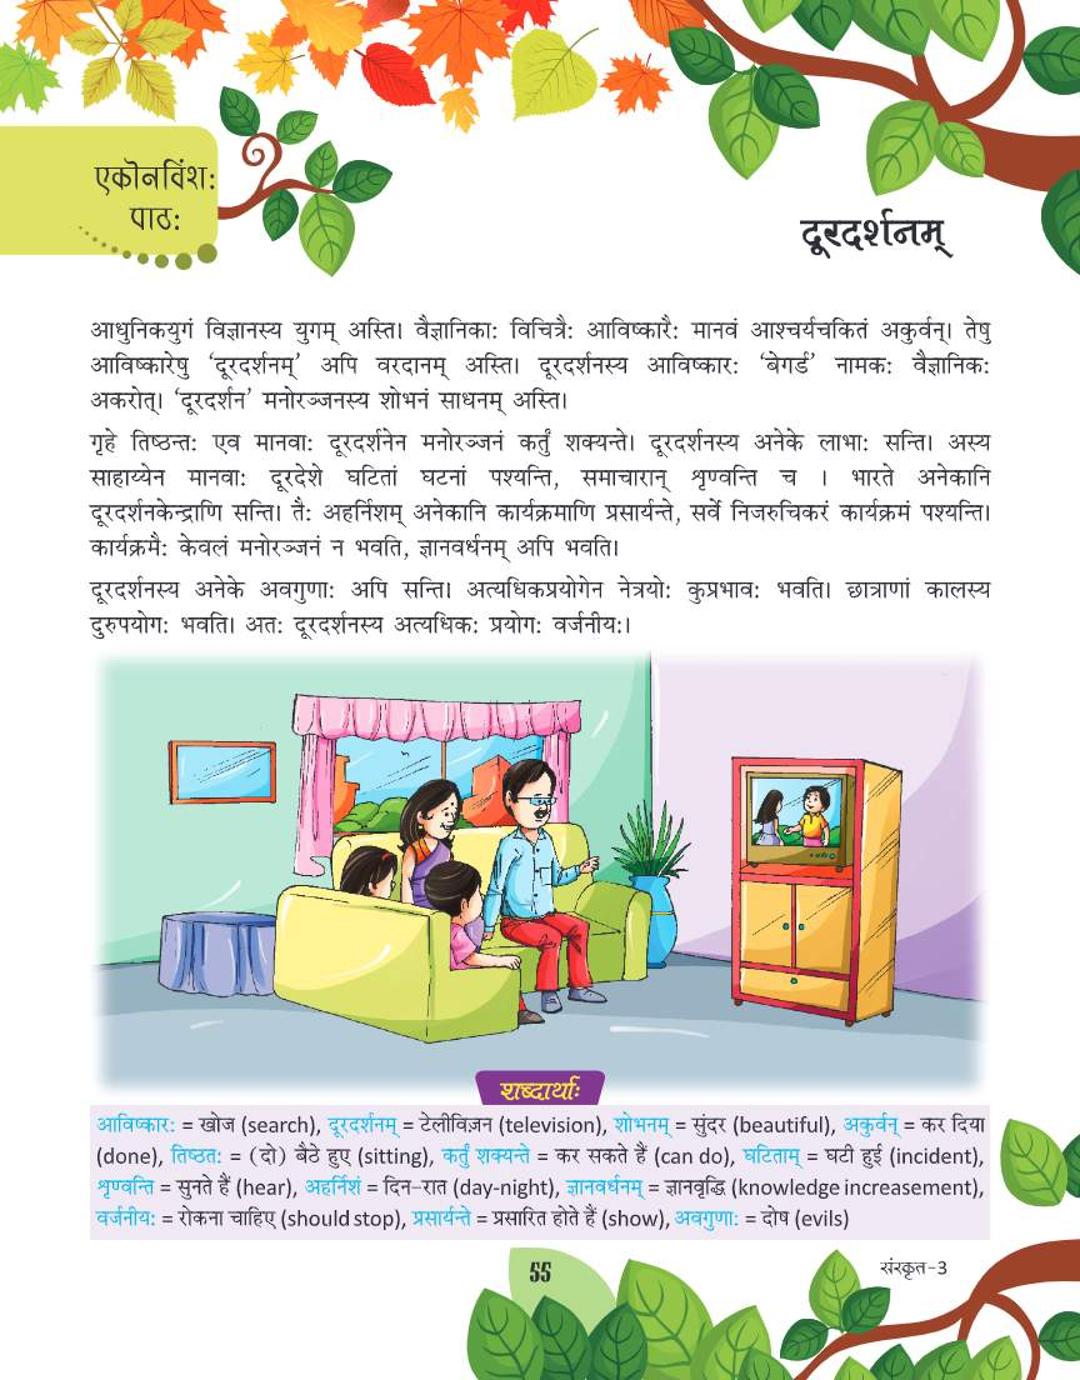 एकौनविंशः
पाठः
दूरदर्शनम्
आधुनिकयुगं विज्ञानस्य युगम् अस्ति। वैज्ञानिकाः विचित्रैः आविष्कारैः मानवं आश्चर्यचकितं अकुर्वन्। तेषु
आविष्कारेषु ‘दूरदर्शनम्’ अपि वरदानम् अस्ति। दूरदर्शनस्य आविष्कारः ‘बेगर्ड’ नामकः वैज्ञानिकः
अकरोत्। ‘दूरदर्शन’ मनोरञ्जनस्य शोभनं साधनम् अस्ति।
गृहे तिष्ठन्तः एव मानवाः दूरदर्शनेन मनोरञ्जनं कर्तुं शक्यन्ते। दूरदर्शनस्य अनेके लाभाः सन्ति। अस्य
साहाय्येन मानवाः दूरदेशे घटितां घटनां पश्यन्ति, समाचारान् शृण्वन्ति च । भारते अनेकानि
दूरदर्शनकेन्द्राणि सन्ति। तैः अहर्निशम् अनेकानि कार्यक्रमाणि प्रसार्यन्ते, सर्वे निजरुचिकरं कार्यक्रमं पश्यन्ति।
कार्यक्रमैः केवलं मनोरञ्जनं न भवति, ज्ञानवर्धनम् अपि भवति।
दूरदर्शनस्य अनेके अवगुणाः अपि सन्ति। अत्यधिकप्रयोगेन नेत्रयोः कुप्रभावः भवति। छात्राणां कालस्य
दुरुपयोगः भवति। अतः दूरदर्शनस्य अत्यधिकः प्रयोगः वर्जनीयः।
शब्दार्थाः
आविष्कारः = खोज (search), दूरदर्शनम् = टेलीविज़न (television), शोभनम् = सुंदर (beautiful), अकुर्वन् = कर दिया
(done), तिष्ठतः = (दो) बैठे हुए (sitting), कर्तुं शक्यन्ते = कर सकते हैं (can do), घटिताम् = घटी हुई (incident),
शृण्वन्ति = सुनते हैं (hear), अहर्निशं = दिन-रात (day-night), ज्ञानवर्धनम् = ज्ञानवृद्धि (knowledge increasement),
वर्जनीयः = रोकना चाहिए (should stop), प्रसार्यन्ते = प्रसारित होते हैं (show), अवगुणाः = दोष (evils)
55
संस्कृत-3